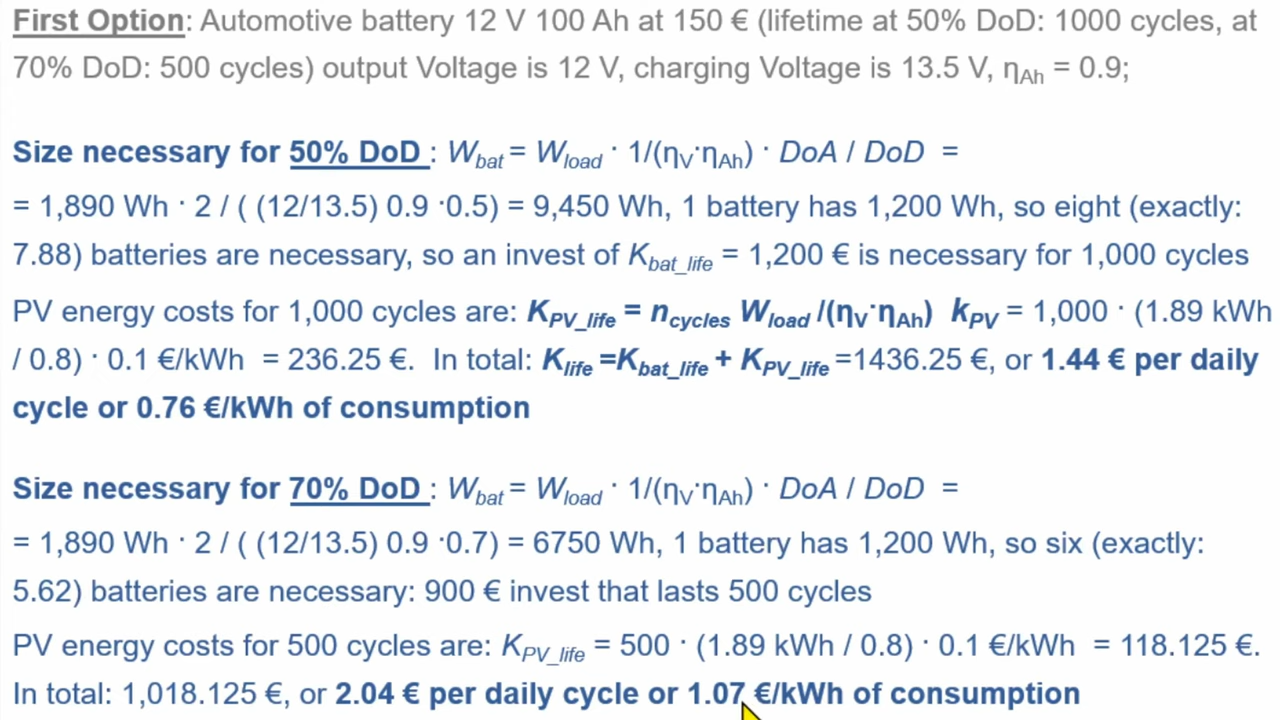 First Option: Automotive battery 12 V 100 Ah at 150 € (lifetime at 50% DoD: 1000 cycles, at
70% DoD: 500 cycles) output Voltage is 12 V, charging Voltage is 13.5 V, ηAh = 0.9;
Size necessary for 50% DoD : Wbat = Wload · 1/(ηV·ηAh) · DoA / DoD =
= 1,890 Wh · 2 / ( (12/13.5) 0.9 ·0.5) = 9,450 Wh, 1 battery has 1,200 Wh, so eight (exactly:
7.88) batteries are necessary, so an invest of Kbat_life = 1,200 € is necessary for 1,000 cycles
PV energy costs for 1,000 cycles are: KPV_life = ncycles Wload /(ηV·ηAh) kPV = 1,000 · (1.89 kWh
/ 0.8) · 0.1 €/kWh = 236.25 €. In total: Klife =Kbat_life + KPV_life =1436.25 €, or 1.44 € per daily
cycle or 0.76 €/kWh of consumption
Size necessary for 70% DoD : Wbat = Wload · 1/(ηV·ηAh) · DoA / DoD =
= 1,890 Wh · 2 / ( (12/13.5) 0.9 ·0.7) = 6750 Wh, 1 battery has 1,200 Wh, so six (exactly:
5.62) batteries are necessary: 900 € invest that lasts 500 cycles
PV energy costs for 500 cycles are: KPV_life = 500 · (1.89 kWh / 0.8) · 0.1 €/kWh = 118.125 €.
In total: 1,018.125 €, or 2.04 € per daily cycle or 1.07 €/kWh of consumption